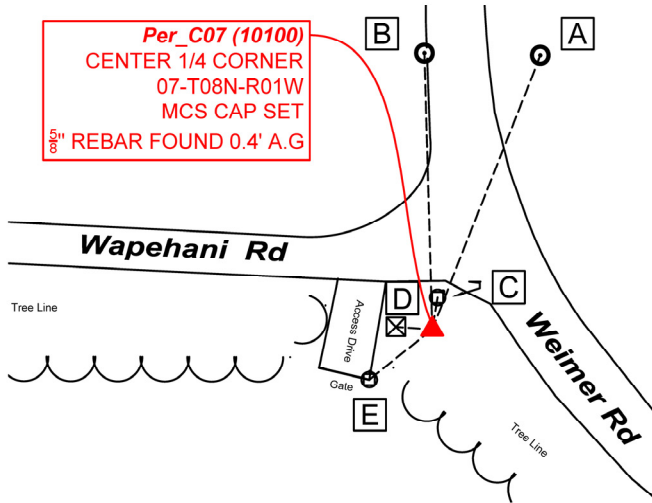 Per_C07 (10100)
CENTER 1/4 CORNER
07-T08N-R01W
MCS CAP SET
5/8" REBAR FOUND 0.4' A.G
B
A
Wapehani Rd
C
D
Tree Line
Access Drive
Weimer Rd
Gate
E
Tree Line